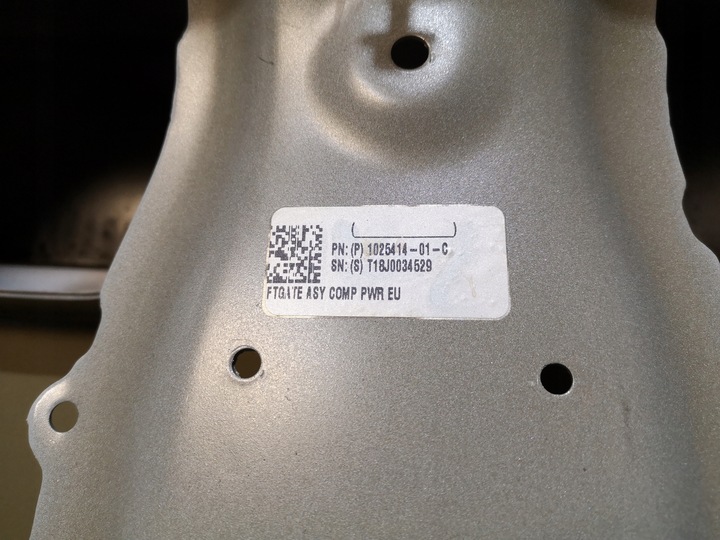 PN: (P) 1025414-01-C
SN: (S) T18J0034529
FTGATE ASY COMP PWR EU